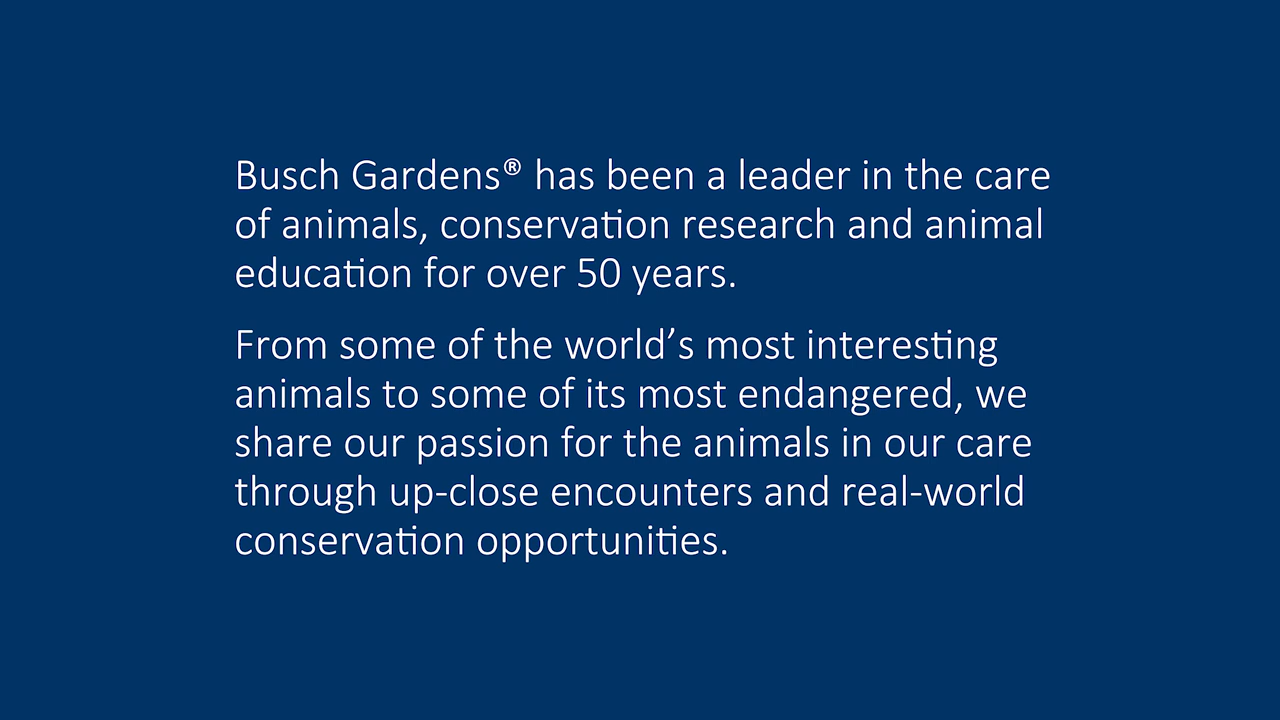 Busch Gardens® has been a leader in the care
of animals, conservation research and animal
education for over 50 years.
From some of the world’s most interesting
animals to some of its most endangered, we
share our passion for the animals in our care
through up-close encounters and real-world
conservation opportunities.